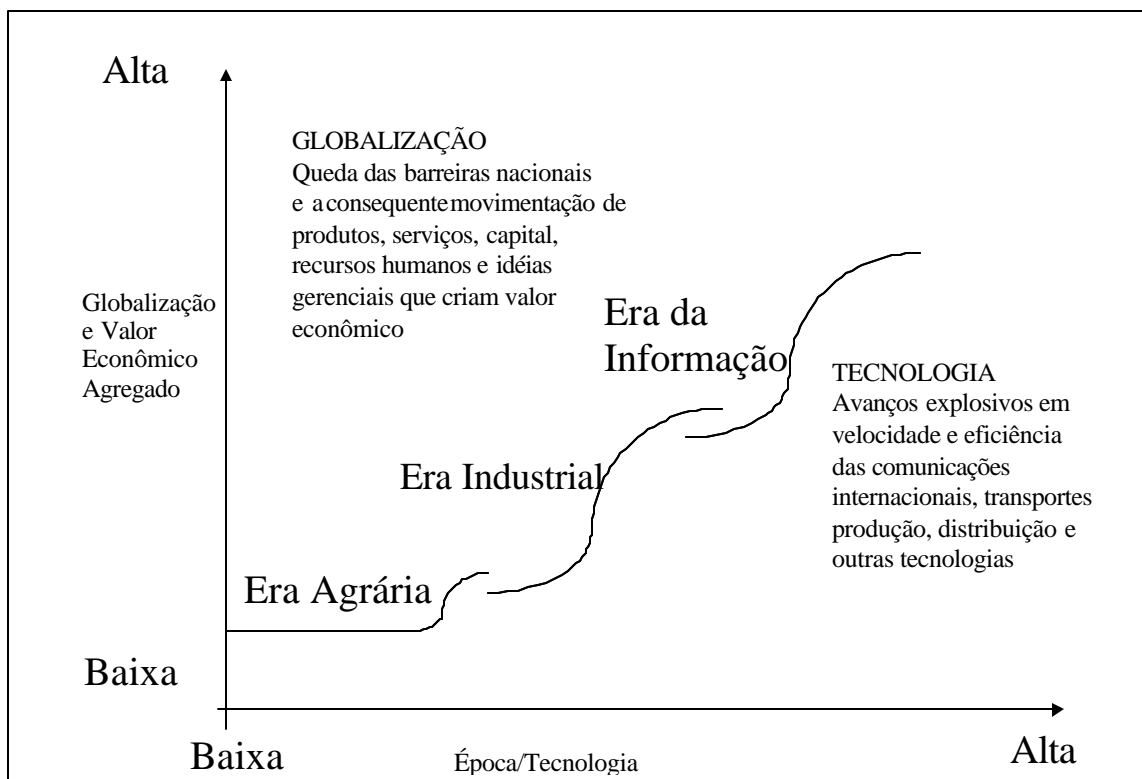 Alta
GLOBALIZAÇÃO
Queda das barreiras nacionais
e a consequente movimentação de
produtos, serviços, capital,
recursos humanos e idéias
gerenciais que criam valor
econômico
Globalização
e Valor
Econômico
Agregado
Era da
Informação
TECNOLOGIA
Avanços explosivos em
velocidade e eficiência
das comunicações
internacionais, transportes
produção, distribuição e
outras tecnologias
Era Industrial
Era Agrária
Baixa
Baixa
Época/Tecnologia
Alta